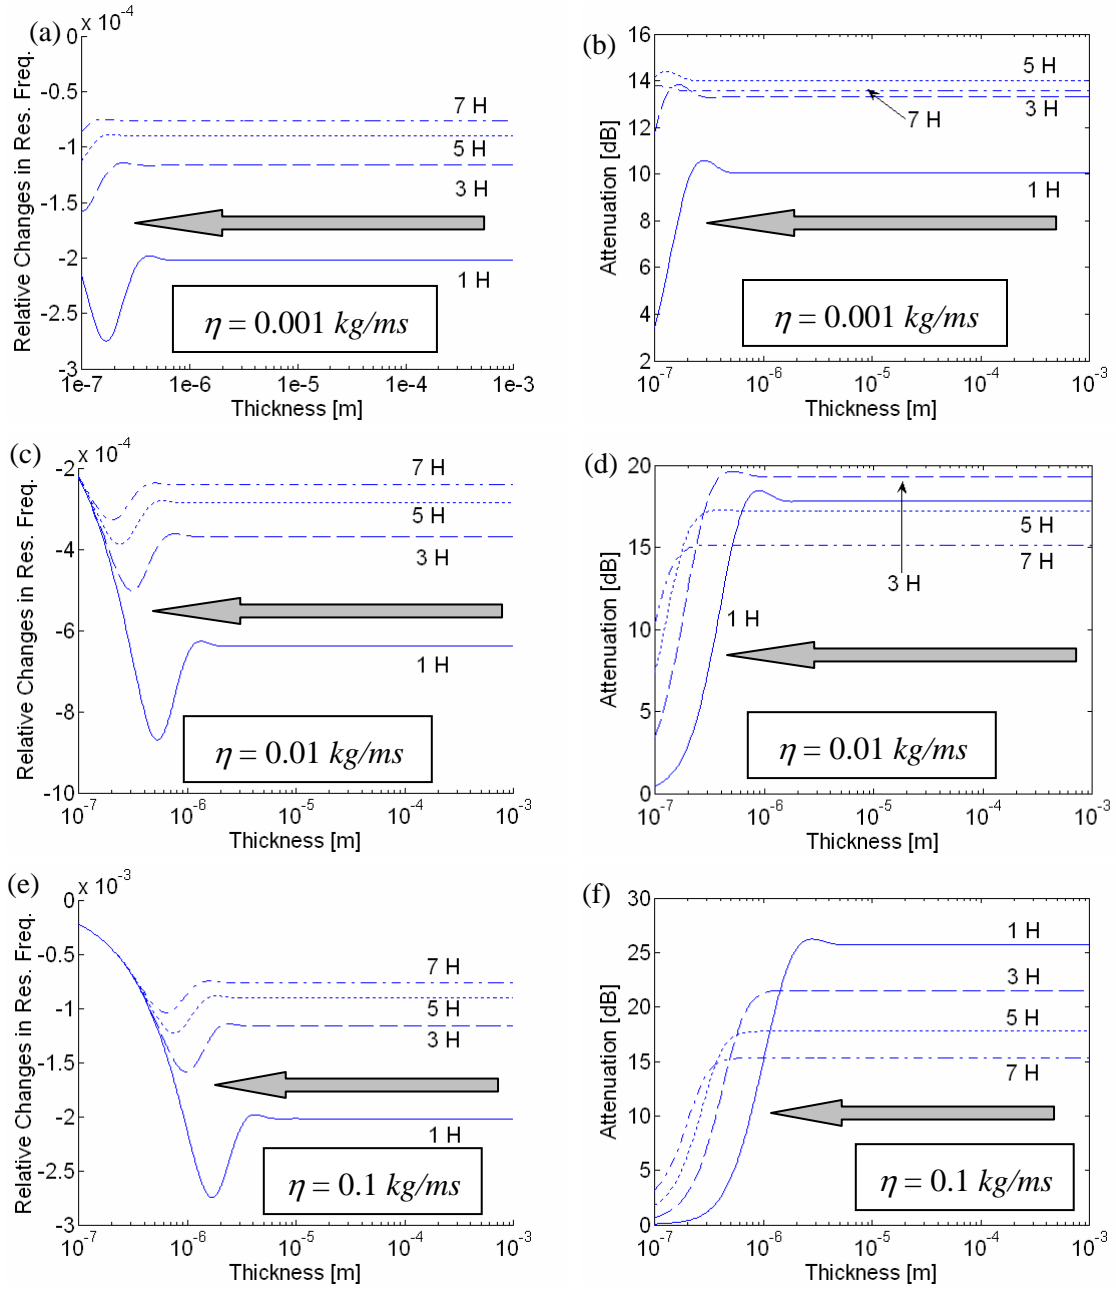 (a)
x 10^-4
0
-0.5
-1
-1.5
-2
-2.5
-3
Relative Changes in Res. Freq.
7 H
5 H
3 H
1 H
η = 0.001 kg/ms
1e-7
1e-6
1e-5
1e-4
1e-3
Thickness [m]
(b)
16
14
12
10
8
6
4
2
Attenuation [dB]
5 H
3 H
7 H
1 H
η = 0.001 kg/ms
10^-7
10^-6
10^-5
10^-4
10^-3
Thickness [m]
(c)
x 10^-4
-2
-4
-6
-8
-10
Relative Changes in Res. Freq.
7 H
5 H
3 H
1 H
η = 0.01 kg/ms
10^-7
10^-6
10^-5
10^-4
10^-3
Thickness [m]
(d)
20
15
10
5
0
Attenuation [dB]
5 H
7 H
3 H
1 H
η = 0.01 kg/ms
10^-7
10^-6
10^-5
10^-4
10^-3
Thickness [m]
(e)
x 10^-3
0
-0.5
-1
-1.5
-2
-2.5
-3
Relative Changes in Res. Freq.
7 H
5 H
3 H
1 H
η = 0.1 kg/ms
10^-7
10^-6
10^-5
10^-4
10^-3
Thickness [m]
(f)
30
25
20
15
10
5
0
Attenuation [dB]
1 H
3 H
5 H
7 H
η = 0.1 kg/ms
10^-7
10^-6
10^-5
10^-4
10^-3
Thickness [m]